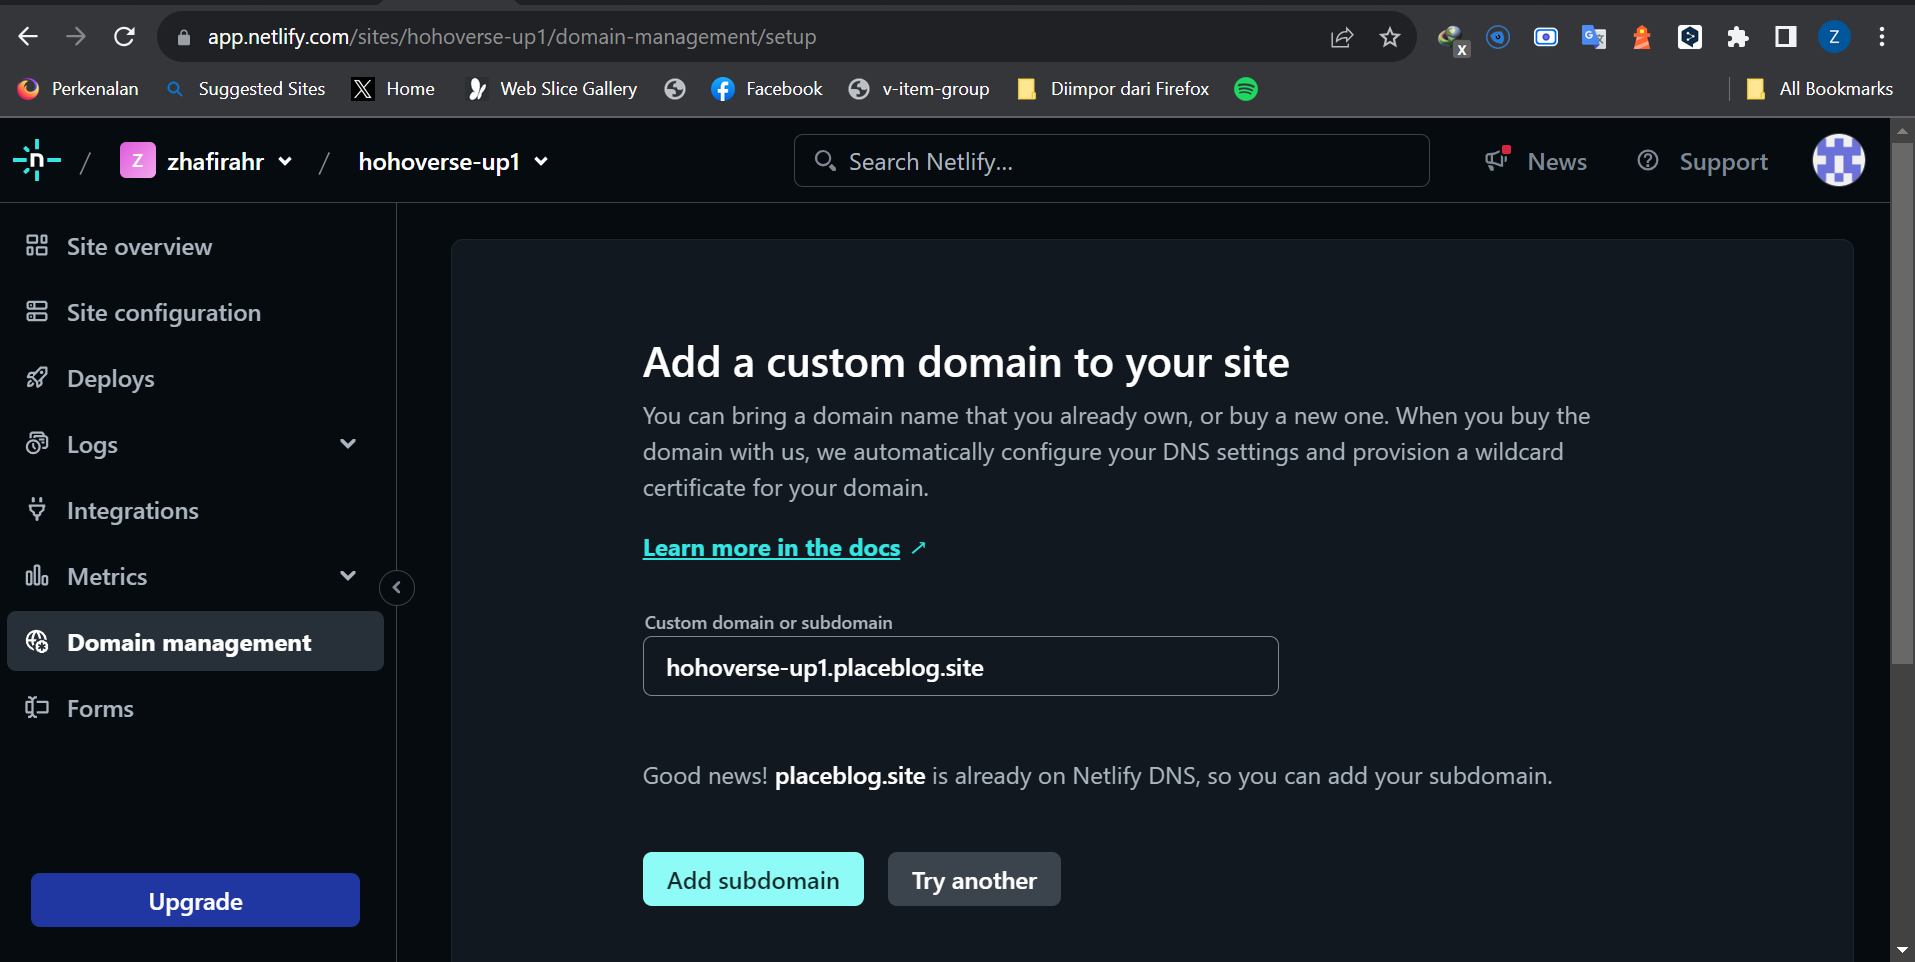 app.netlify.com/sites/hohoverse-up1/domain-management/setup
x
Z
Perkenalan
Suggested Sites
X Home
Web Slice Gallery
Facebook
v-item-group
Diimpor dari Firefox
All Bookmarks
n / Z zhafirahr / hohoverse-up1
Search Netlify...
News
Support
Site overview
Site configuration
Deploys
Logs
Integrations
Metrics
Domain management
Forms
Upgrade
Add a custom domain to your site
You can bring a domain name that you already own, or buy a new one. When you buy the
domain with us, we automatically configure your DNS settings and provision a wildcard
certificate for your domain.
Learn more in the docs ↗
Custom domain or subdomain
hohoverse-up1.placeblog.site
Good news! placeblog.site is already on Netlify DNS, so you can add your subdomain.
Add subdomain
Try another